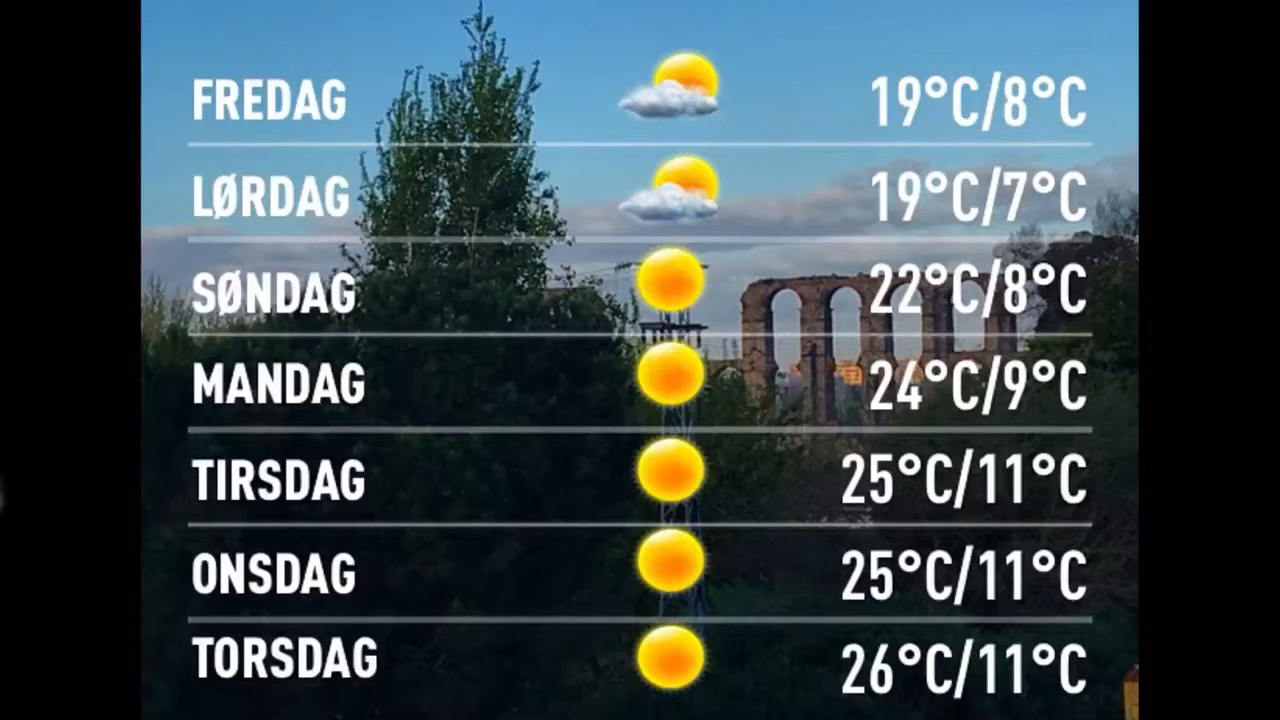 FREDAG 19°C/8°C
LØRDAG 19°C/7°C
SØNDAG 22°C/8°C
MANDAG 24°C/9°C
TIRSDAG 25°C/11°C
ONSDAG 25°C/11°C
TORSDAG 26°C/11°C